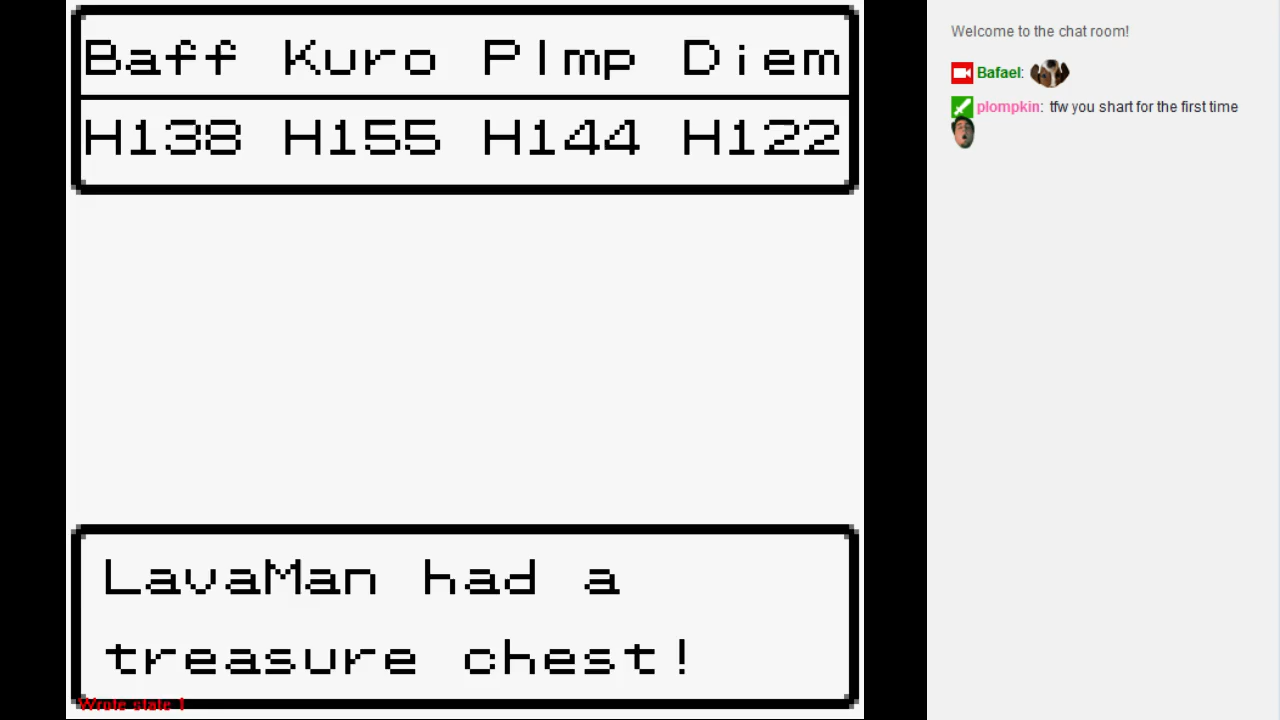 Baff Kuro Plmp Diem
H138 H155 H144 H122
LavaMan had a
treasure chest!
Wrote state 1
Welcome to the chat room!
Bafael:
plompkin: tfw you shart for the first time